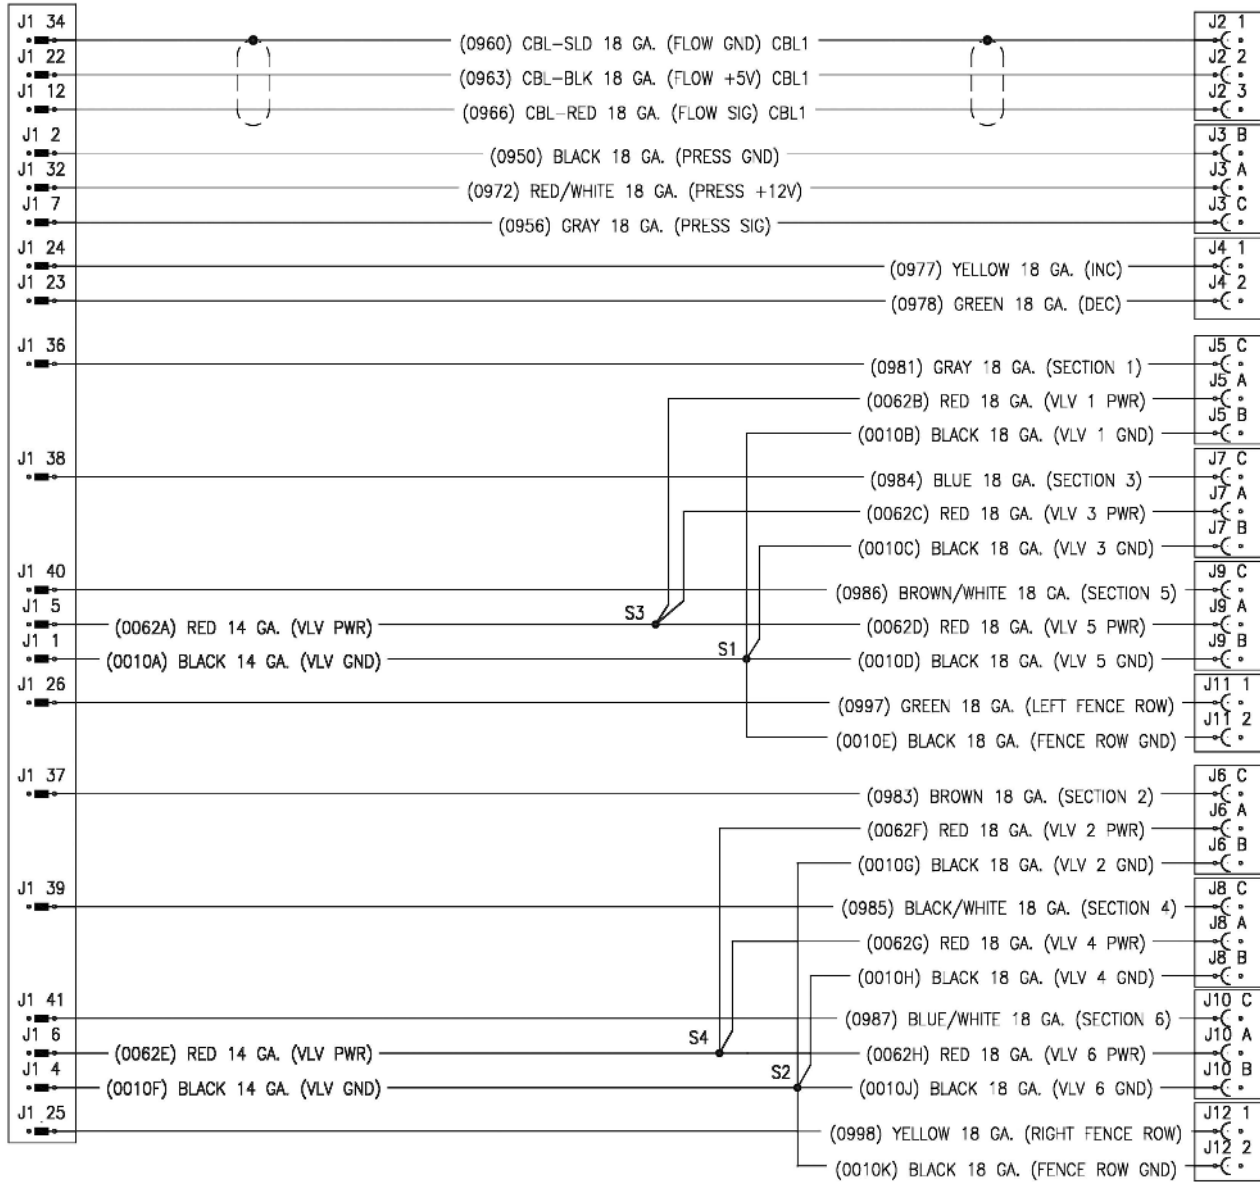 J1 34
(0960) CBL-SLD 18 GA. (FLOW GND) CBL1
J2 1
J1 22
(0963) CBL-BLK 18 GA. (FLOW +5V) CBL1
J2 2
J1 12
(0966) CBL-RED 18 GA. (FLOW SIG) CBL1
J2 3
J1 2
(0950) BLACK 18 GA. (PRESS GND)
J3 B
J1 32
(0972) RED/WHITE 18 GA. (PRESS +12V)
J3 A
J1 7
(0956) GRAY 18 GA. (PRESS SIG)
J3 C
J1 24
(0977) YELLOW 18 GA. (INC)
J4 1
J1 23
(0978) GREEN 18 GA. (DEC)
J4 2
J1 36
(0981) GRAY 18 GA. (SECTION 1)
J5 C
(0062B) RED 18 GA. (VLV 1 PWR)
J5 A
(0010B) BLACK 18 GA. (VLV 1 GND)
J5 B
J1 38
(0984) BLUE 18 GA. (SECTION 3)
J7 C
(0062C) RED 18 GA. (VLV 3 PWR)
J7 A
(0010C) BLACK 18 GA. (VLV 3 GND)
J7 B
J1 40
(0986) BROWN/WHITE 18 GA. (SECTION 5)
J9 C
J1 5
(0062A) RED 14 GA. (VLV PWR)
S3
(0062D) RED 18 GA. (VLV 5 PWR)
J9 A
J1 1
(0010A) BLACK 14 GA. (VLV GND)
S1
(0010D) BLACK 18 GA. (VLV 5 GND)
J9 B
J1 26
(0997) GREEN 18 GA. (LEFT FENCE ROW)
J11 1
(0010E) BLACK 18 GA. (FENCE ROW GND)
J11 2
J1 37
(0983) BROWN 18 GA. (SECTION 2)
J6 C
(0062F) RED 18 GA. (VLV 2 PWR)
J6 A
(0010G) BLACK 18 GA. (VLV 2 GND)
J6 B
J1 39
(0985) BLACK/WHITE 18 GA. (SECTION 4)
J8 C
(0062G) RED 18 GA. (VLV 4 PWR)
J8 A
(0010H) BLACK 18 GA. (VLV 4 GND)
J8 B
J1 41
(0987) BLUE/WHITE 18 GA. (SECTION 6)
J10 C
J1 6
(0062E) RED 14 GA. (VLV PWR)
S4
(0062H) RED 18 GA. (VLV 6 PWR)
J10 A
J1 4
(0010F) BLACK 14 GA. (VLV GND)
S2
(0010J) BLACK 18 GA. (VLV 6 GND)
J10 B
J1 25
(0998) YELLOW 18 GA. (RIGHT FENCE ROW)
J12 1
(0010K) BLACK 18 GA. (FENCE ROW GND)
J12 2